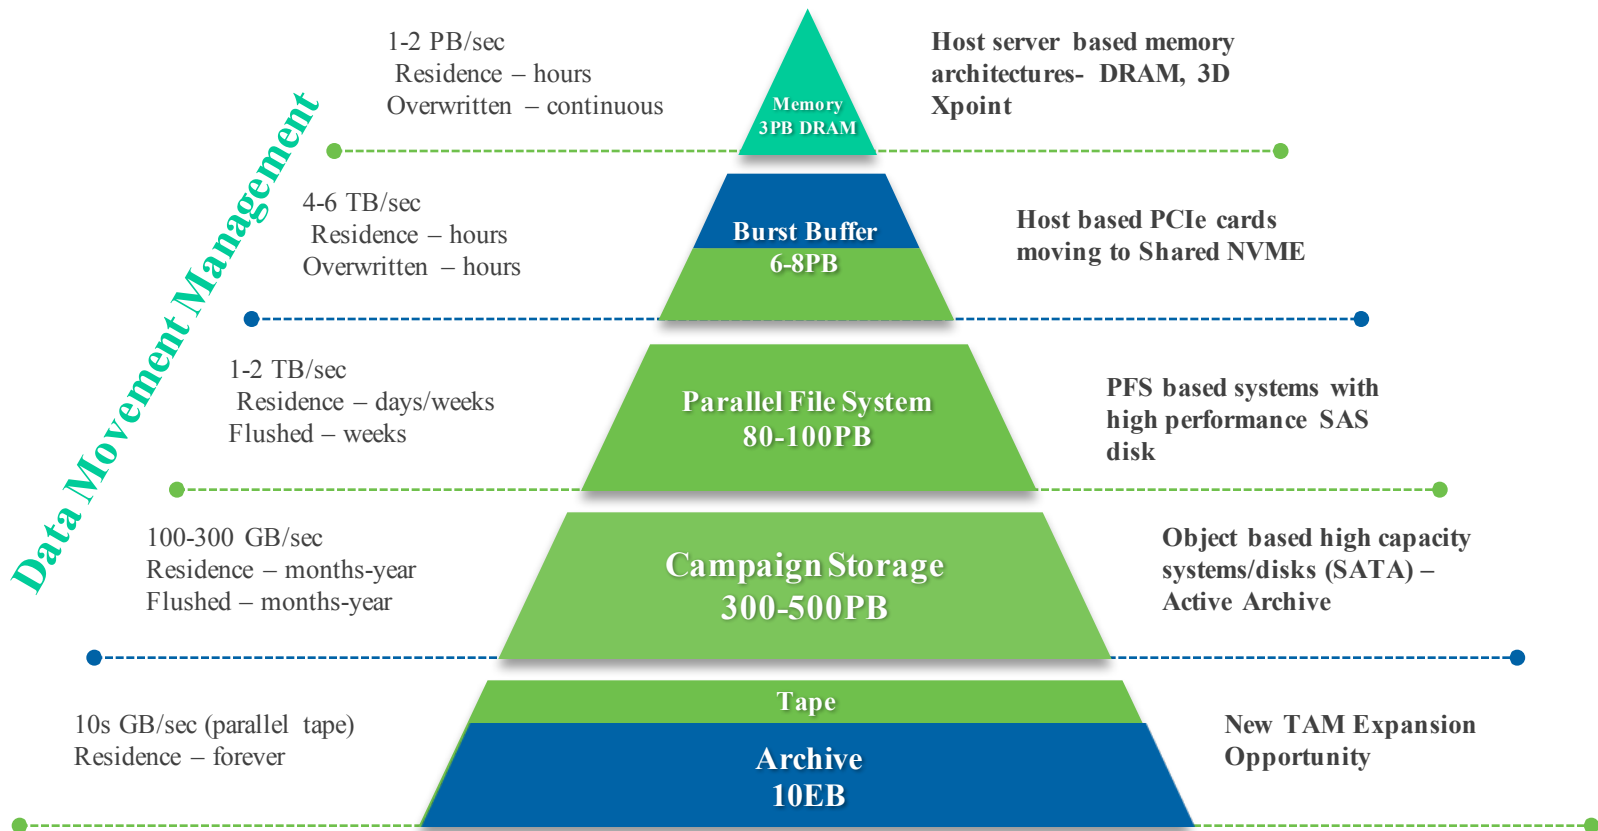 Data Movement Management
1-2 PB/sec
Residence – hours
Overwritten – continuous
Memory
3PB DRAM
Host server based memory
architectures- DRAM, 3D
Xpoint
4-6 TB/sec
Residence – hours
Overwritten – hours
Burst Buffer
6-8PB
Host based PCIe cards
moving to Shared NVME
1-2 TB/sec
Residence – days/weeks
Flushed – weeks
Parallel File System
80-100PB
PFS based systems with
high performance SAS
disk
100-300 GB/sec
Residence – months-year
Flushed – months-year
Campaign Storage
300-500PB
Object based high capacity
systems/disks (SATA) –
Active Archive
10s GB/sec (parallel tape)
Residence – forever
Tape
Archive
10EB
New TAM Expansion
Opportunity